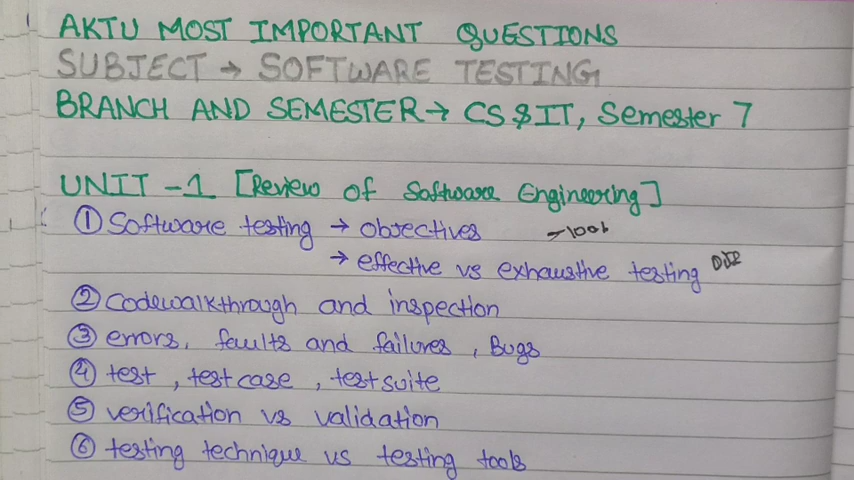 AKTU MOST IMPORTANT QUESTIONS
SUBJECT → SOFTWARE TESTING
BRANCH AND SEMESTER → CS & IT, Semester 7
UNIT - 1 [Review of Software Engineering]
① Software testing → objectives
→ effective vs exhaustive testing
② Codewalkthrough and inspection
③ errors, faults and failures, Bugs
④ test, test case, test suite
⑤ verification vs validation
⑥ testing technique vs testing tools